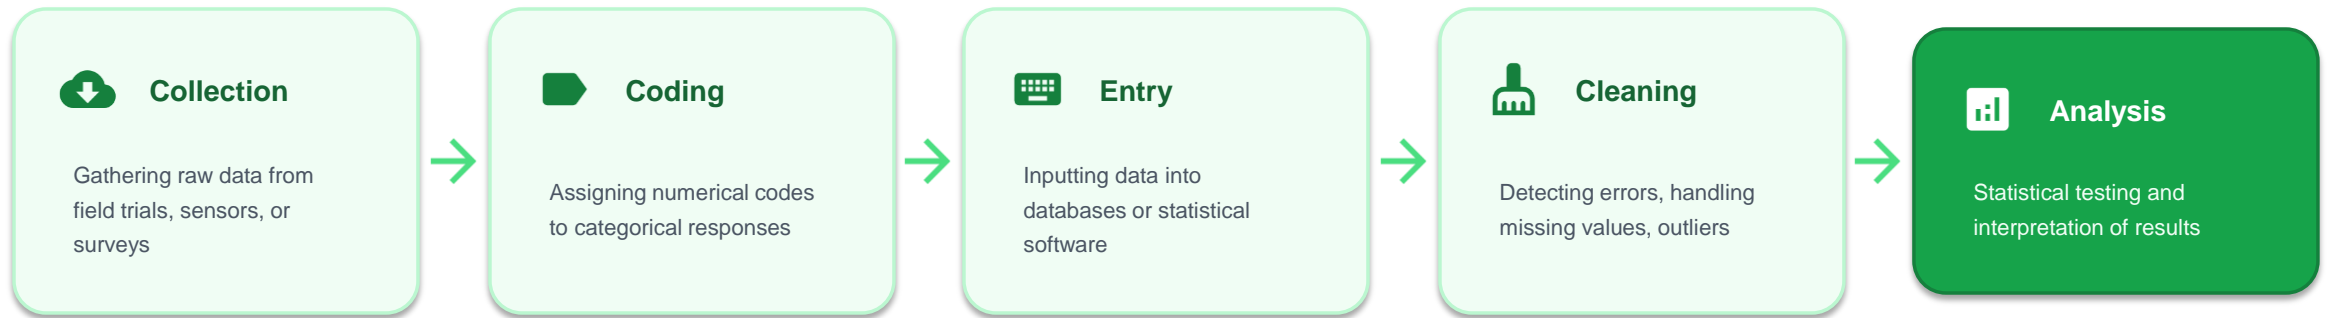 Collection
Gathering raw data from
field trials, sensors, or
surveys
Coding
Assigning numerical codes
to categorical responses
Entry
Inputting data into
databases or statistical
software
Cleaning
Detecting errors, handling
missing values, outliers
Analysis
Statistical testing and
interpretation of results